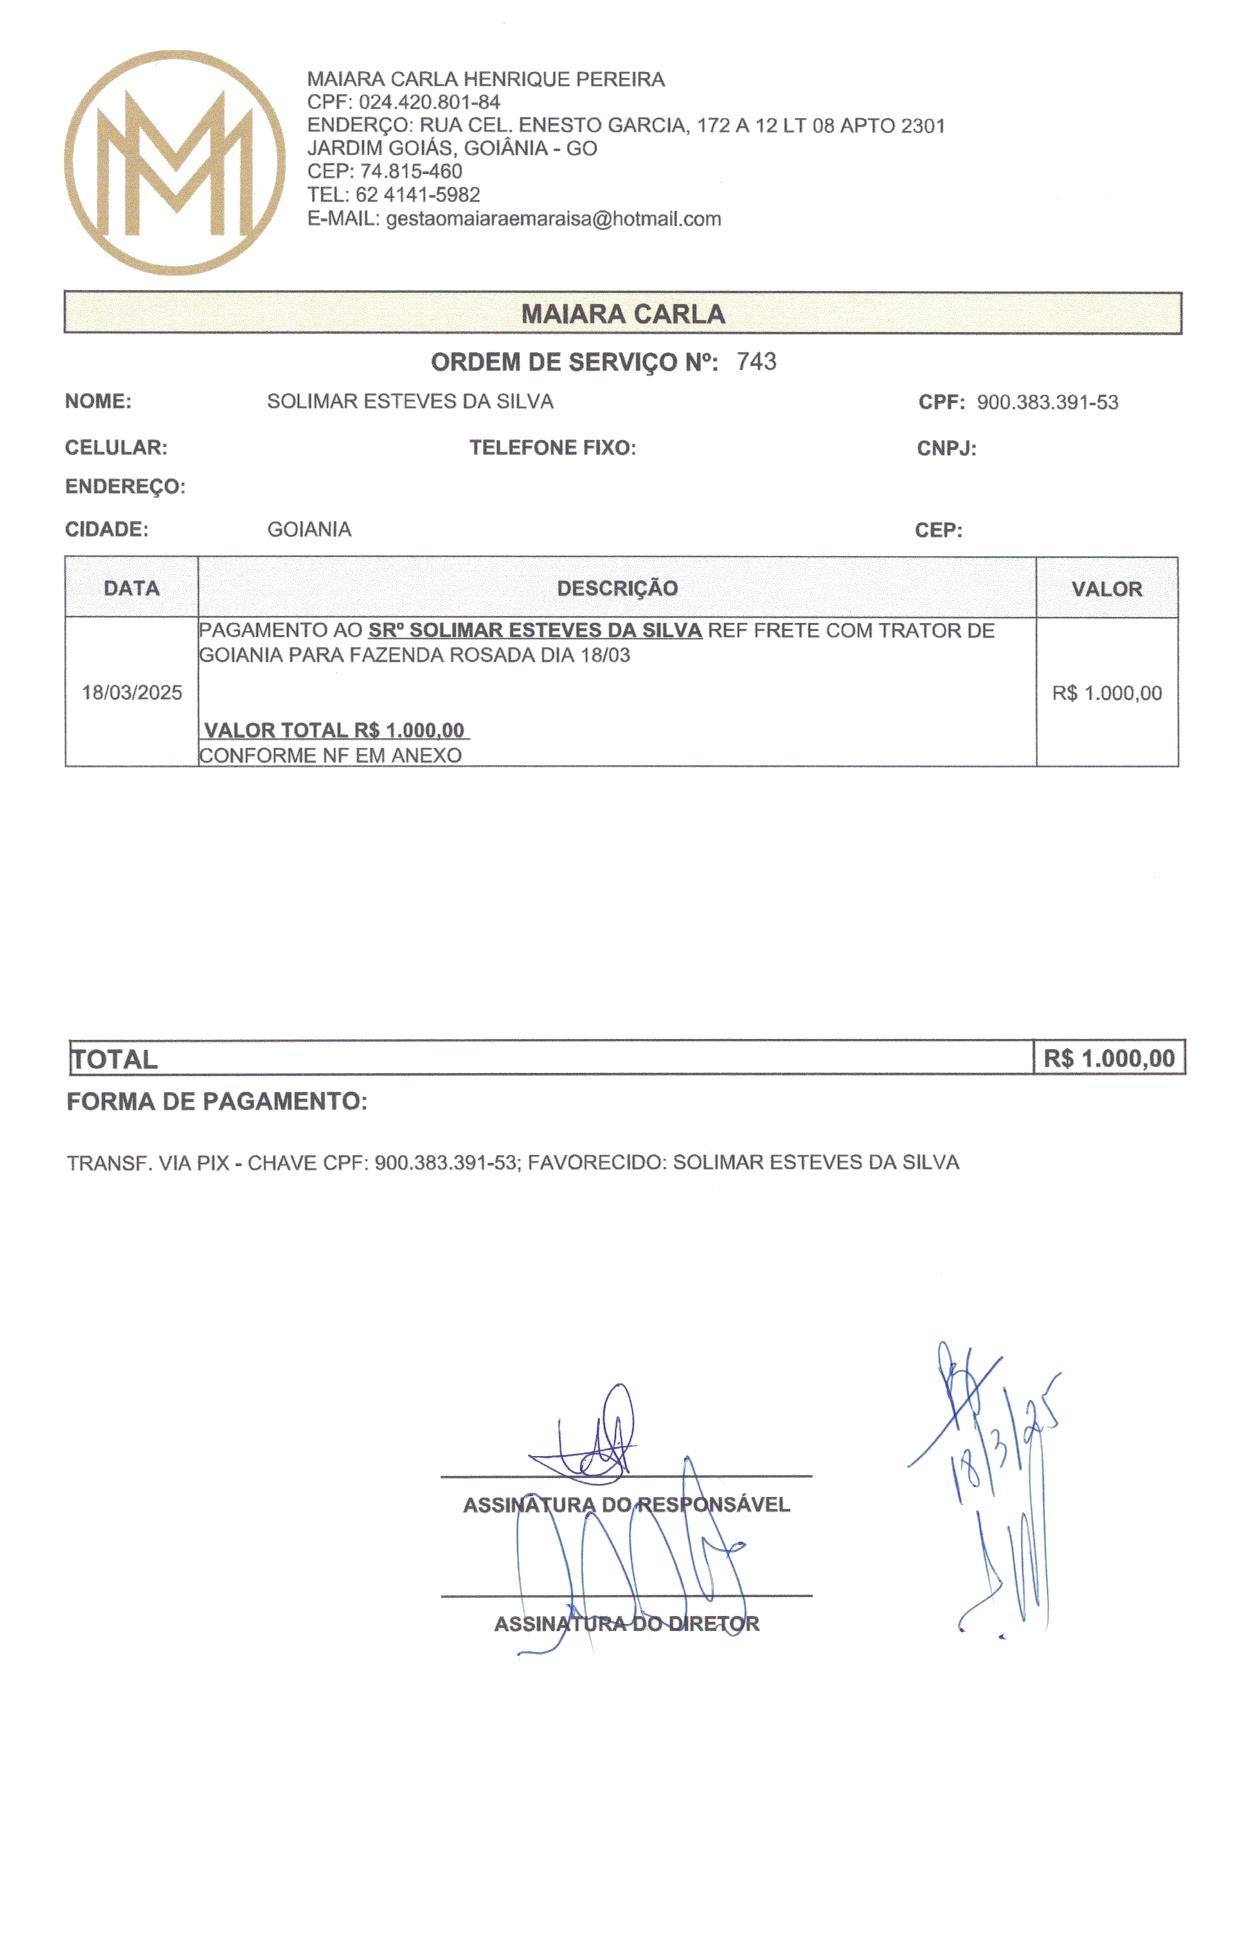 MAIARA CARLA HENRIQUE PEREIRA
CPF: 024.420.801-84
ENDERÇO: RUA CEL. ENESTO GARCIA, 172 A 12 LT 08 APTO 2301
JARDIM GOIÁS, GOIÂNIA - GO
CEP: 74.815-460
TEL: 62 4141-5982
E-MAIL: gestaomaiaraemaraisa@hotmail.com
MAIARA CARLA
ORDEM DE SERVIÇO Nº: 743
NOME: SOLIMAR ESTEVES DA SILVA CPF: 900.383.391-53
CELULAR: TELEFONE FIXO: CNPJ:
ENDEREÇO:
CIDADE: GOIANIA CEP:
DATA DESCRIÇÃO VALOR
PAGAMENTO AO SRº SOLIMAR ESTEVES DA SILVA REF FRETE COM TRATOR DE
GOIANIA PARA FAZENDA ROSADA DIA 18/03
18/03/2025 R$ 1.000,00
VALOR TOTAL R$ 1.000,00
CONFORME NF EM ANEXO
TOTAL R$ 1.000,00
FORMA DE PAGAMENTO:
TRANSF. VIA PIX - CHAVE CPF: 900.383.391-53; FAVORECIDO: SOLIMAR ESTEVES DA SILVA
18/3/25
ASSINATURA DO RESPONSÁVEL
ASSINATURA DO DIRETOR